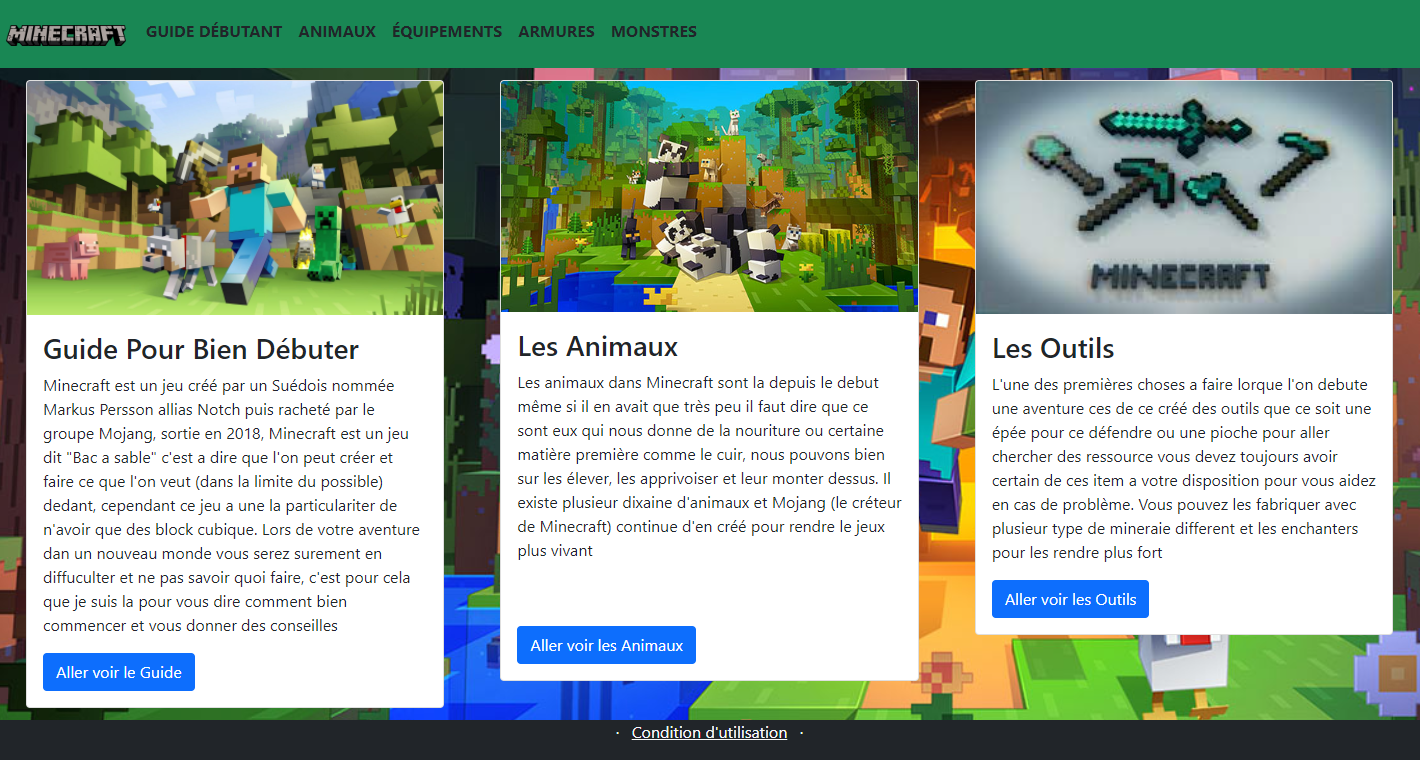 MINECRAFT GUIDE DÉBUTANT ANIMAUX ÉQUIPEMENTS ARMURES MONSTRES
Guide Pour Bien Débuter
Minecraft est un jeu créé par un Suédois nommée
Markus Persson allias Notch puis racheté par le
groupe Mojang, sortie en 2018, Minecraft est un jeu
dit "Bac a sable" c'est a dire que l'on peut créer et
faire ce que l'on veut (dans la limite du possible)
dedant, cependant ce jeu a une la particulariter de
n'avoir que des block cubique. Lors de votre aventure
dan un nouveau monde vous serez surement en
diffuculter et ne pas savoir quoi faire, c'est pour cela
que je suis la pour vous dire comment bien
commencer et vous donner des conseilles
Aller voir le Guide
Les Animaux
Les animaux dans Minecraft sont la depuis le debut
même si il en avait que très peu il faut dire que ce
sont eux qui nous donne de la nouriture ou certaine
matière première comme le cuir, nous pouvons bien
sur les élever, les apprivoiser et leur monter dessus. Il
existe plusieur dixaine d'animaux et Mojang (le créteur
de Minecraft) continue d'en créé pour rendre le jeux
plus vivant
Aller voir les Animaux
MINECRAFT
Les Outils
L'une des premières choses a faire lorque l'on debute
une aventure ces de ce créé des outils que ce soit une
épée pour ce défendre ou une pioche pour aller
chercher des ressource vous devez toujours avoir
certain de ces item a votre disposition pour vous aidez
en cas de problème. Vous pouvez les fabriquer avec
plusieur type de mineraie different et les enchanters
pour les rendre plus fort
Aller voir les Outils
· Condition d'utilisation ·